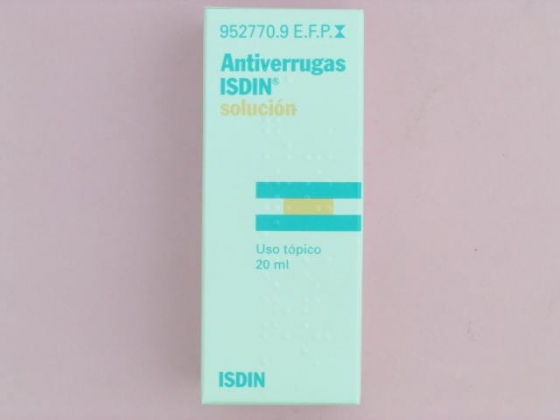 952770.9 E.F.P.
Antiverrugas
ISDIN®
solución
Uso tópico
20 ml
ISDIN